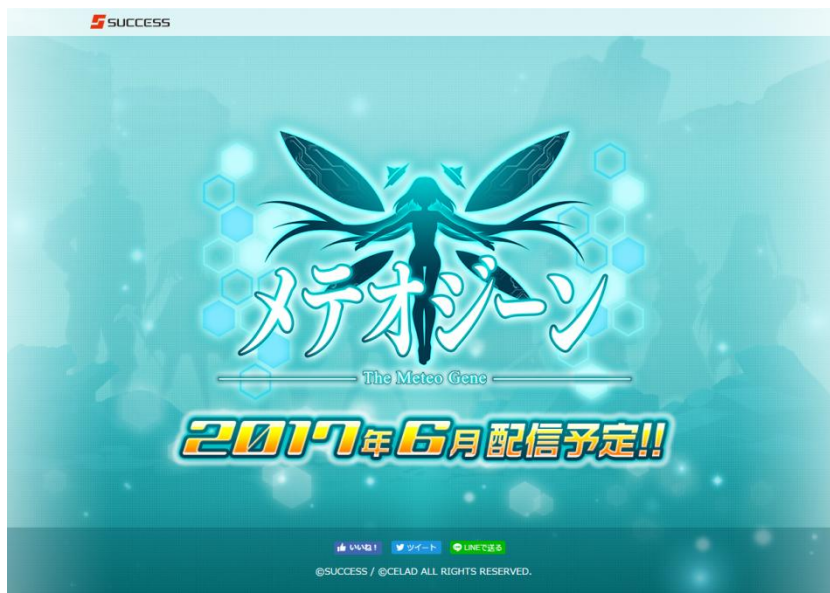 SUCCESS
メテオジーン
The Meteo Gene
2017年6月配信予定!!
いいね! ツイート LINEで送る
©SUCCESS / ©CELAD ALL RIGHTS RESERVED.